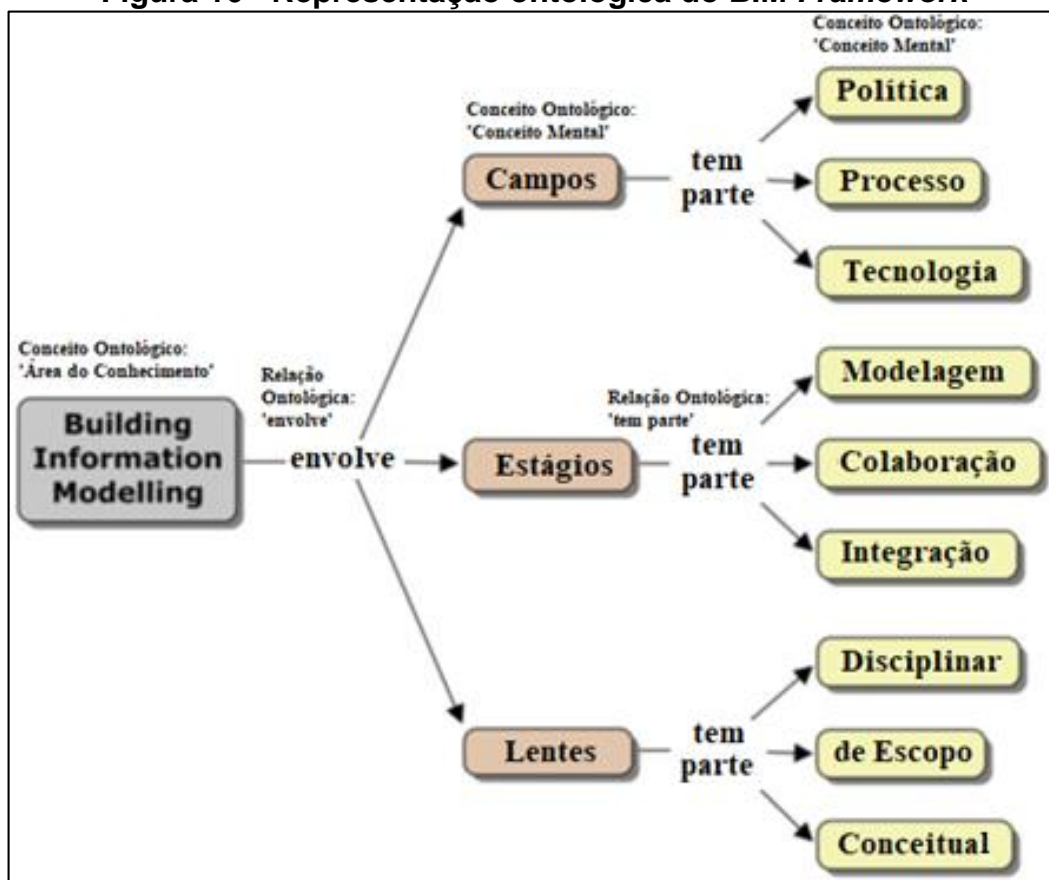 Representação ontológica do BIM Framework
Conceito Ontológico:
'Conceito Mental'
Política
Conceito Ontológico:
'Conceito Mental'
Campos
tem
parte
Processo
Tecnologia
Conceito Ontológico:
'Área do Conhecimento'
Building
Information
Modelling
Relação
Ontológica:
'envolve'
envolve
Estágios
Relação Ontológica:
'tem parte'
tem
parte
Modelagem
Colaboração
Integração
Lentes
tem
parte
Disciplinar
de Escopo
Conceitual